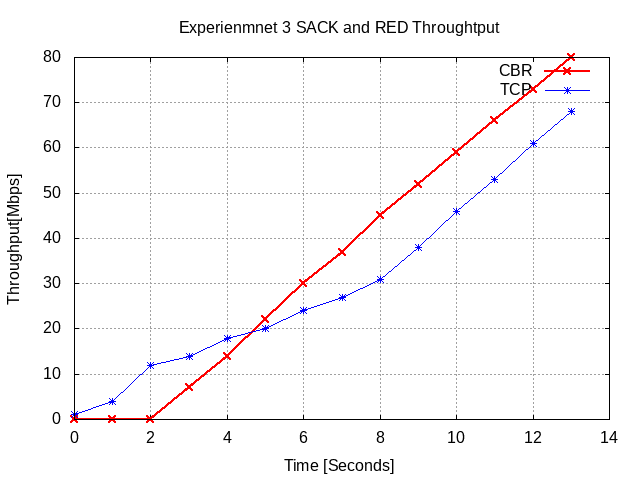 Experienmnet 3 SACK and RED Throughtput
80
70
60
50
40
30
20
10
0
Throughput[Mbps]
CBR
TCP
0 2 4 6 8 10 12 14
Time [Seconds]